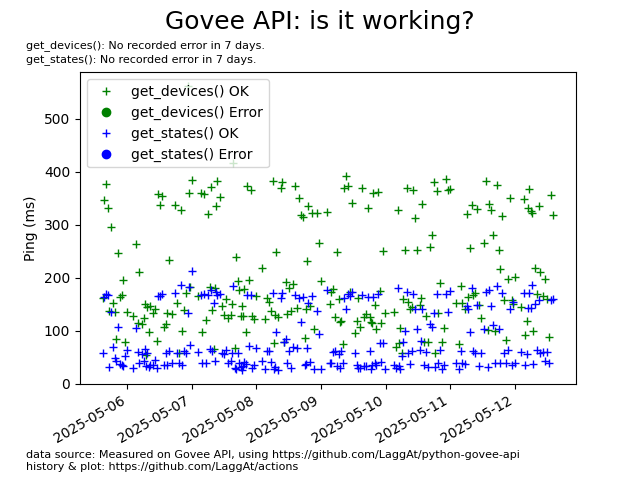 Govee API: is it working?
get_devices(): No recorded error in 7 days.
get_states(): No recorded error in 7 days.
get_devices() OK
get_devices() Error
get_states() OK
get_states() Error
Ping (ms)
500
400
300
200
100
0
2025-05-06
2025-05-07
2025-05-08
2025-05-09
2025-05-10
2025-05-11
2025-05-12
data source: Measured on Govee API, using https://github.com/LaggAt/python-govee-api
history & plot: https://github.com/LaggAt/actions